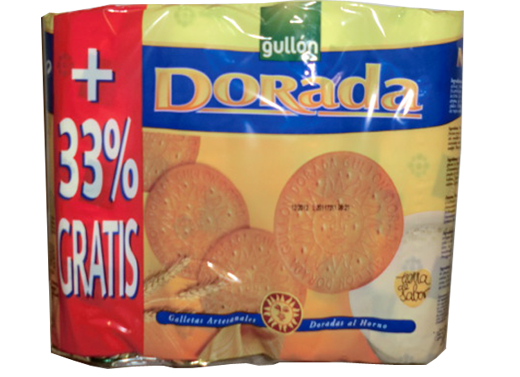 gullón
DORada
+
33%
GRATIS
Galletas Artesanales
Doradas al Horno